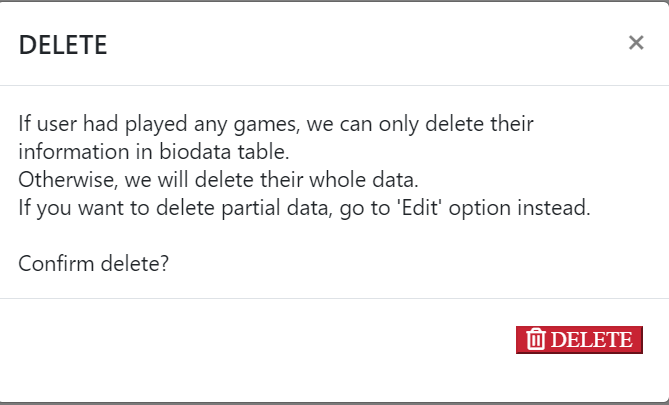 DELETE
If user had played any games, we can only delete their
information in biodata table.
Otherwise, we will delete their whole data.
If you want to delete partial data, go to 'Edit' option instead.
Confirm delete?
DELETE